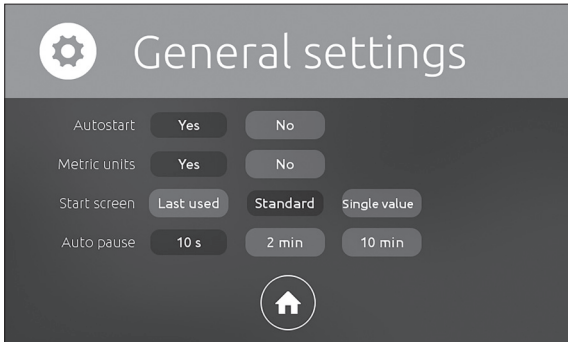 General settings
Autostart Yes No
Metric units Yes No
Start screen Last used Standard Single value
Auto pause 10 s 2 min 10 min